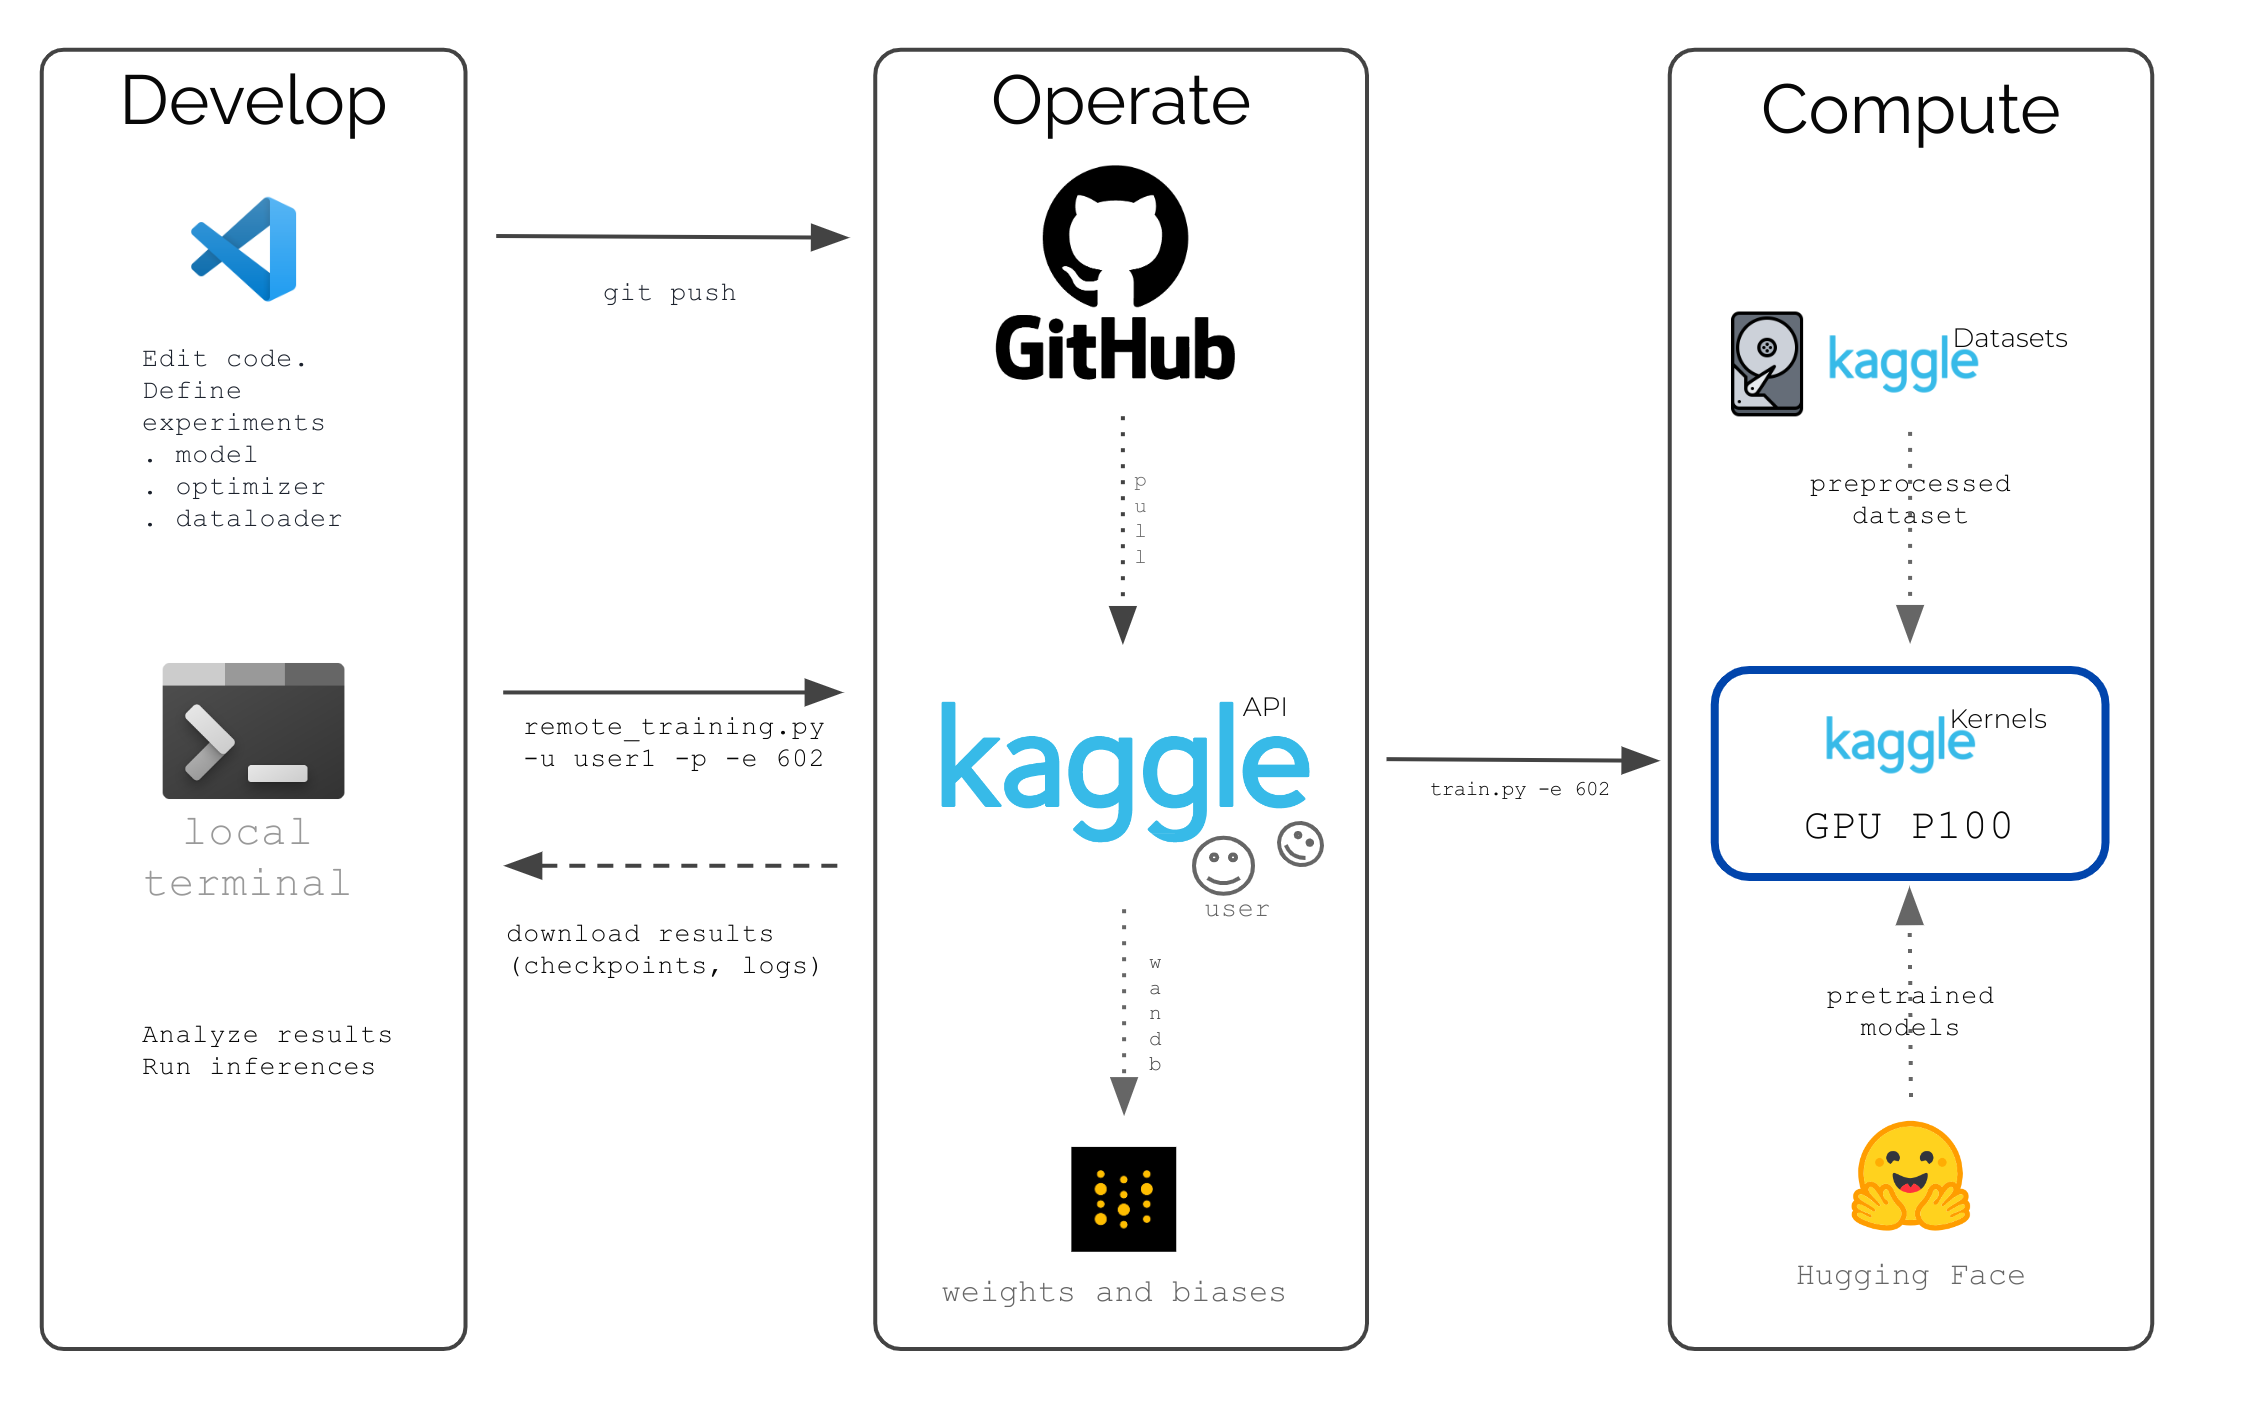 Develop
Edit code.
Define
experiments
. model
. optimizer
. dataloader
local
terminal
Analyze results
Run inferences
git push
remote_training.py
-u user1 -p -e 602
download results
(checkpoints, logs)
Operate
GitHub
pull
kaggle API
user
wandb
weights and biases
train.py -e 602
Compute
kaggle Datasets
preprocessed
dataset
kaggle Kernels
GPU P100
pretrained
models
Hugging Face